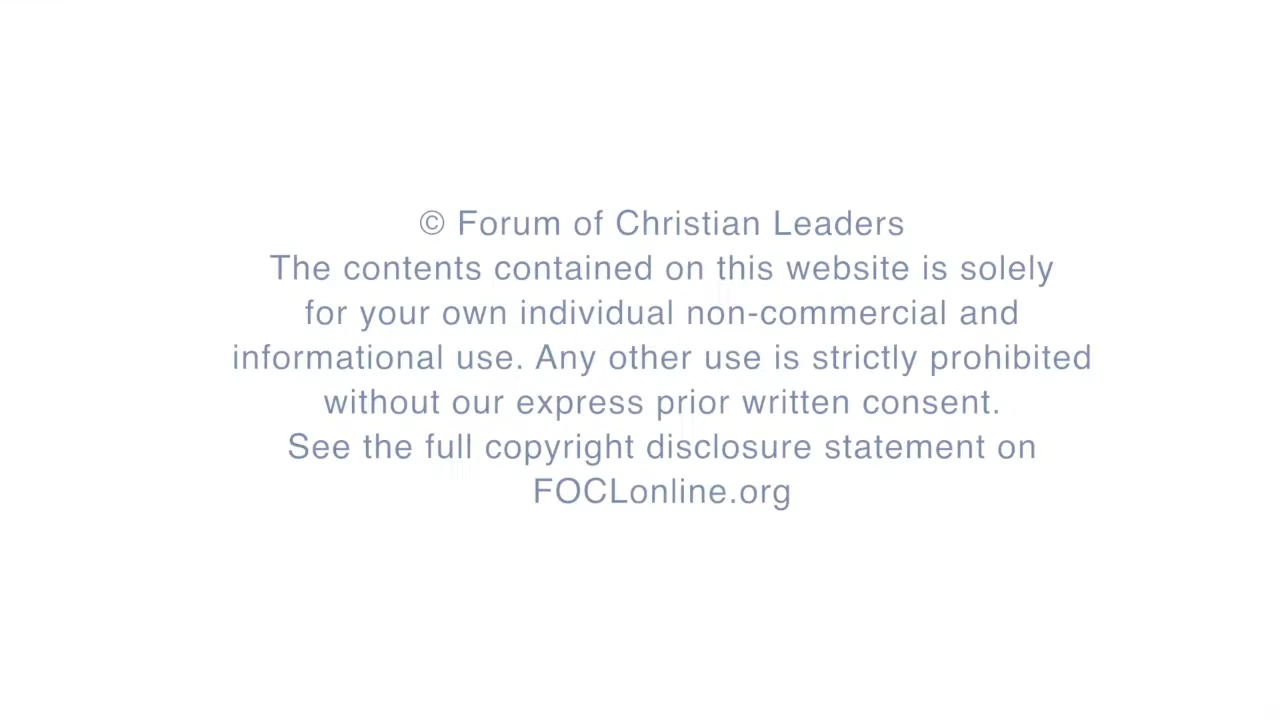 © Forum of Christian Leaders
The contents contained on this website is solely
for your own individual non-commercial and
informational use. Any other use is strictly prohibited
without our express prior written consent.
See the full copyright disclosure statement on
FOCLonline.org